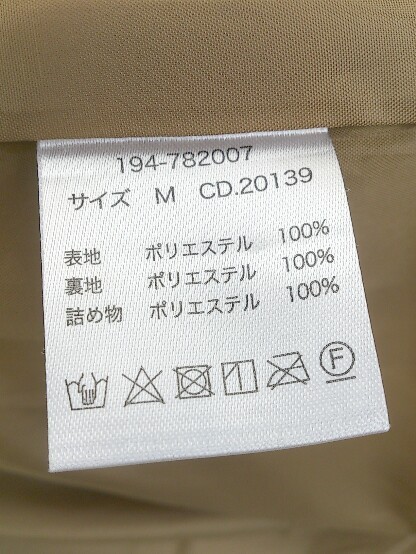 194-782007
サイズ M CD.20139
表地 ポリエステル 100%
裏地 ポリエステル 100%
詰め物 ポリエステル 100%
F